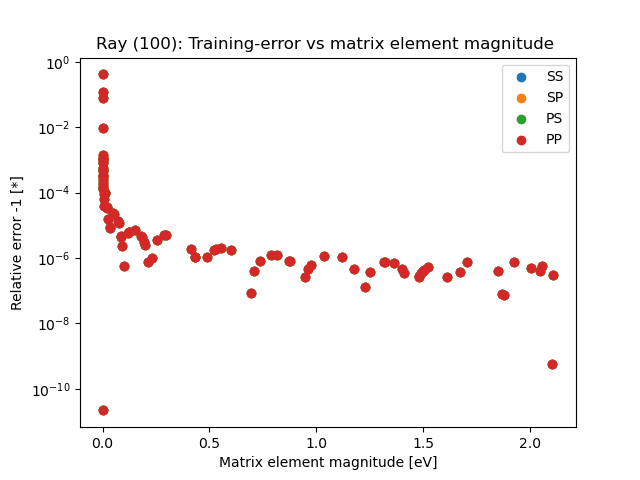 Ray (100): Training-error vs matrix element magnitude
10⁰
10⁻²
10⁻⁴
10⁻⁶
10⁻⁸
10⁻¹⁰
Relative error -1 [*]
SS
SP
PS
PP
0.0 0.5 1.0 1.5 2.0
Matrix element magnitude [eV]